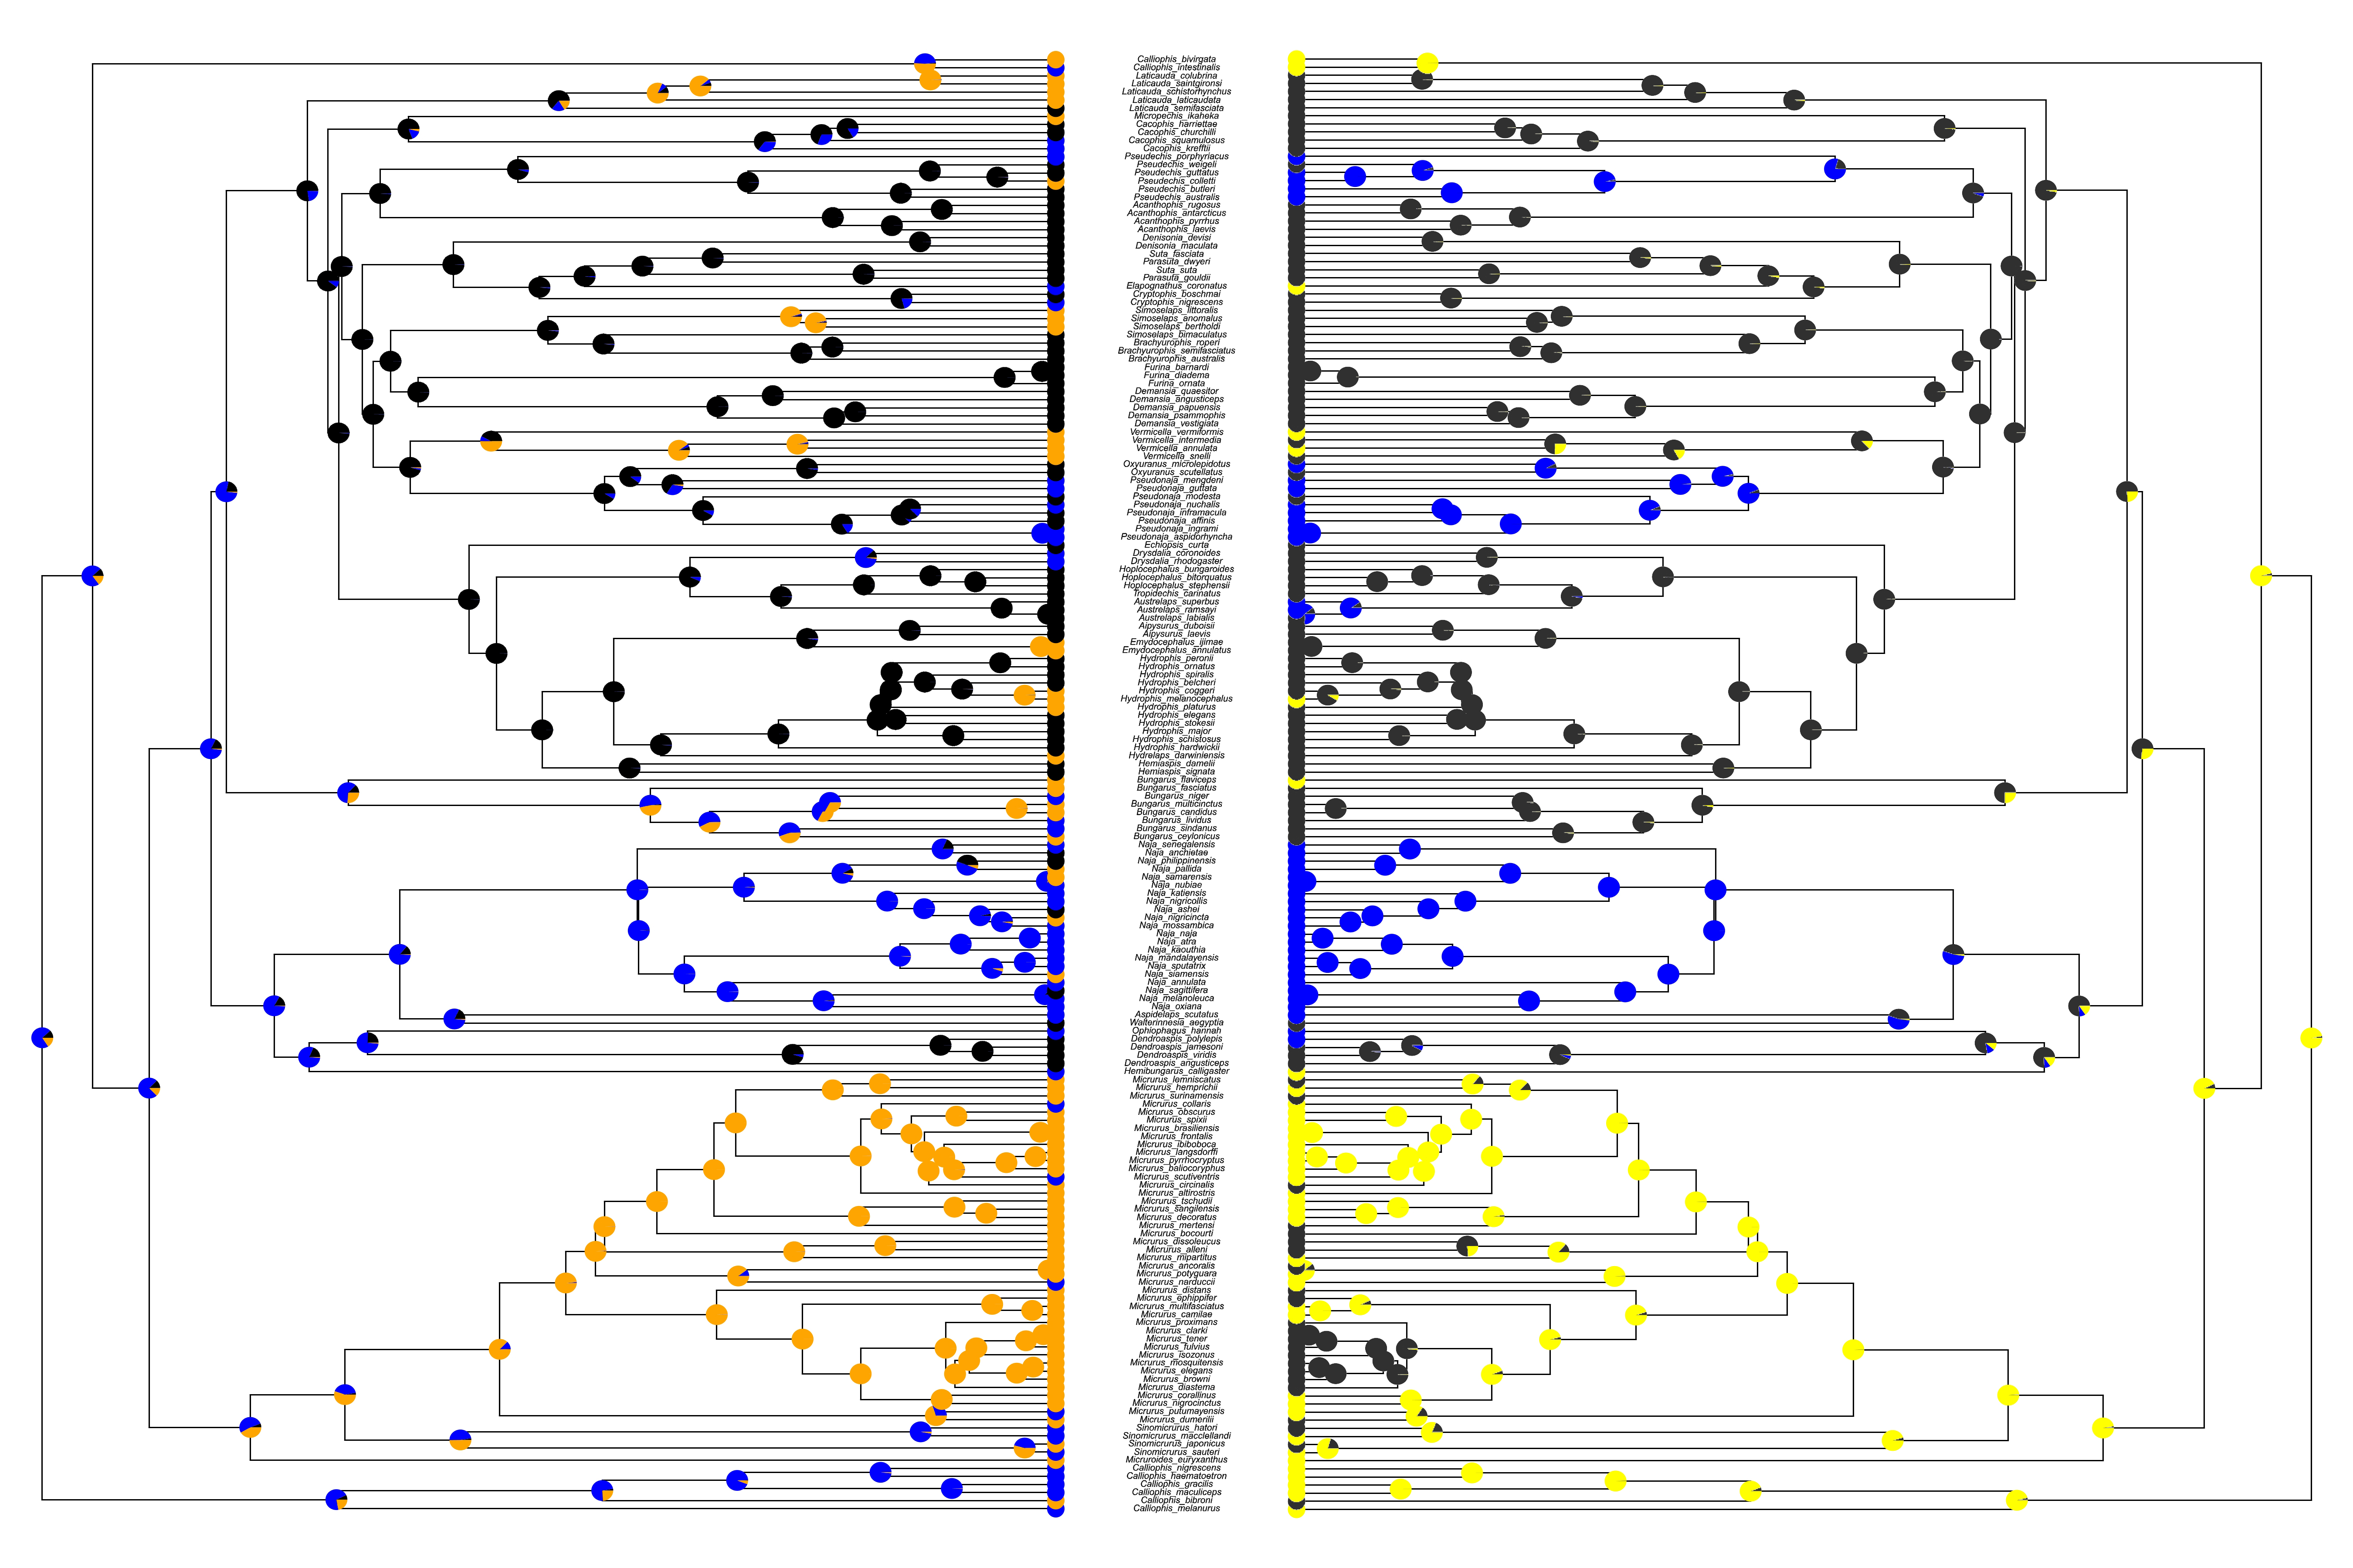 Calliophis_bivirgata
Calliophis_intestinalis
Laticauda_colubrina
Laticauda_saintgironsi
Laticauda_schistorhynchus
Laticauda_laticaudata
Laticauda_semifasciata
Micropechis_ikaheka
Cacophis_harriettae
Cacophis_churchilli
Cacophis_squamulosus
Cacophis_krefftii
Pseudechis_porphyriacus
Pseudechis_weigeli
Pseudechis_guttatus
Pseudechis_colletti
Pseudechis_butleri
Pseudechis_australis
Acanthophis_rugosus
Acanthophis_antarcticus
Acanthophis_pyrrhus
Acanthophis_laevis
Denisonia_devisi
Denisonia_maculata
Suta_fasciata
Parasuta_dwyeri
Suta_suta
Parasuta_gouldii
Elapognathus_coronatus
Cryptophis_boschmai
Cryptophis_nigrescens
Simoselaps_littoralis
Simoselaps_anomalus
Simoselaps_bertholdi
Simoselaps_bimaculatus
Brachyurophis_roperi
Brachyurophis_semifasciatus
Brachyurophis_australis
Furina_barnardi
Furina_diadema
Furina_ornata
Demansia_quaesitor
Demansia_angusticeps
Demansia_papuensis
Demansia_psammophis
Demansia_vestigiata
Vermicella_vermiformis
Vermicella_intermedia
Vermicella_annulata
Vermicella_snelli
Oxyuranus_microlepidotus
Oxyuranus_scutellatus
Pseudonaja_mengdeni
Pseudonaja_guttata
Pseudonaja_modesta
Pseudonaja_nuchalis
Pseudonaja_inframacula
Pseudonaja_affinis
Pseudonaja_ingrami
Pseudonaja_aspidorhyncha
Echiopsis_curta
Drysdalia_coronoides
Drysdalia_rhodogaster
Hoplocephalus_bungaroides
Hoplocephalus_bitorquatus
Hoplocephalus_stephensii
Tropidechis_carinatus
Austrelaps_superbus
Austrelaps_ramsayi
Austrelaps_labialis
Aipysurus_duboisii
Aipysurus_laevis
Emydocephalus_ijimae
Emydocephalus_annulatus
Hydrophis_peronii
Hydrophis_ornatus
Hydrophis_spiralis
Hydrophis_belcheri
Hydrophis_coggeri
Hydrophis_melanocephalus
Hydrophis_platurus
Hydrophis_elegans
Hydrophis_stokesii
Hydrophis_major
Hydrophis_schistosus
Hydrophis_hardwickii
Hydrelaps_darwiniensis
Hemiaspis_damelii
Hemiaspis_signata
Bungarus_flaviceps
Bungarus_fasciatus
Bungarus_niger
Bungarus_multicinctus
Bungarus_candidus
Bungarus_lividus
Bungarus_sindanus
Bungarus_ceylonicus
Naja_senegalensis
Naja_anchietae
Naja_philippinensis
Naja_pallida
Naja_samarensis
Naja_nubiae
Naja_katiensis
Naja_nigricollis
Naja_ashei
Naja_nigricincta
Naja_mossambica
Naja_naja
Naja_atra
Naja_kaouthia
Naja_mandalayensis
Naja_sputatrix
Naja_siamensis
Naja_annulata
Naja_sagittifera
Naja_melanoleuca
Naja_oxiana
Aspidelaps_scutatus
Walterinnesia_aegyptia
Ophiophagus_hannah
Dendroaspis_polylepis
Dendroaspis_jamesoni
Dendroaspis_viridis
Dendroaspis_angusticeps
Hemibungarus_calligaster
Micrurus_lemniscatus
Micrurus_hemprichii
Micrurus_surinamensis
Micrurus_collaris
Micrurus_obscurus
Micrurus_spixii
Micrurus_brasiliensis
Micrurus_frontalis
Micrurus_ibiboboca
Micrurus_langsdorffi
Micrurus_pyrrhocryptus
Micrurus_baliocoryphus
Micrurus_scutiventris
Micrurus_circinalis
Micrurus_altirostris
Micrurus_tschudii
Micrurus_sangilensis
Micrurus_decoratus
Micrurus_mertensi
Micrurus_bocourti
Micrurus_dissoleucus
Micrurus_alleni
Micrurus_mipartitus
Micrurus_ancoralis
Micrurus_potyguara
Micrurus_narduccii
Micrurus_distans
Micrurus_ephippifer
Micrurus_multifasciatus
Micrurus_camilae
Micrurus_proximans
Micrurus_clarki
Micrurus_tener
Micrurus_fulvius
Micrurus_isozonus
Micrurus_mosquitensis
Micrurus_elegans
Micrurus_browni
Micrurus_diastema
Micrurus_corallinus
Micrurus_nigrocinctus
Micrurus_putumayensis
Micrurus_dumerilii
Sinomicrurus_hatori
Sinomicrurus_macclellandi
Sinomicrurus_japonicus
Sinomicrurus_sauteri
Micruroides_euryxanthus
Calliophis_nigrescens
Calliophis_haematoetron
Calliophis_gracilis
Calliophis_maculiceps
Calliophis_bibroni
Calliophis_melanurus